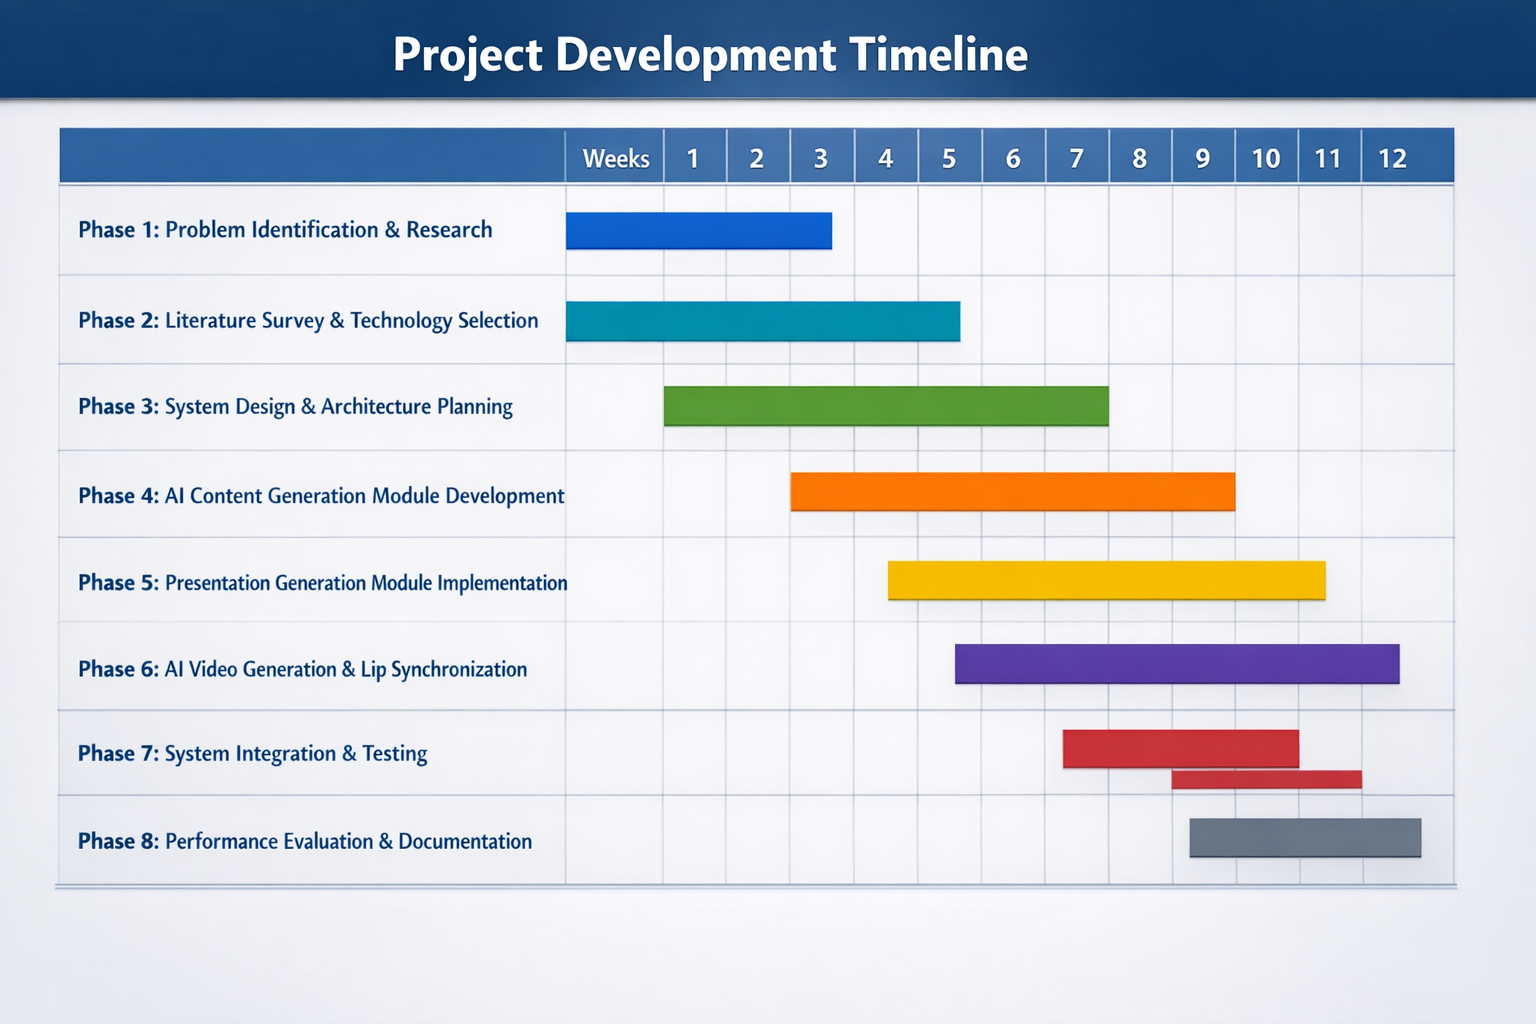 Project Development Timeline
Weeks 1 2 3 4 5 6 7 8 9 10 11 12
Phase 1: Problem Identification & Research
Phase 2: Literature Survey & Technology Selection
Phase 3: System Design & Architecture Planning
Phase 4: AI Content Generation Module Development
Phase 5: Presentation Generation Module Implementation
Phase 6: AI Video Generation & Lip Synchronization
Phase 7: System Integration & Testing
Phase 8: Performance Evaluation & Documentation